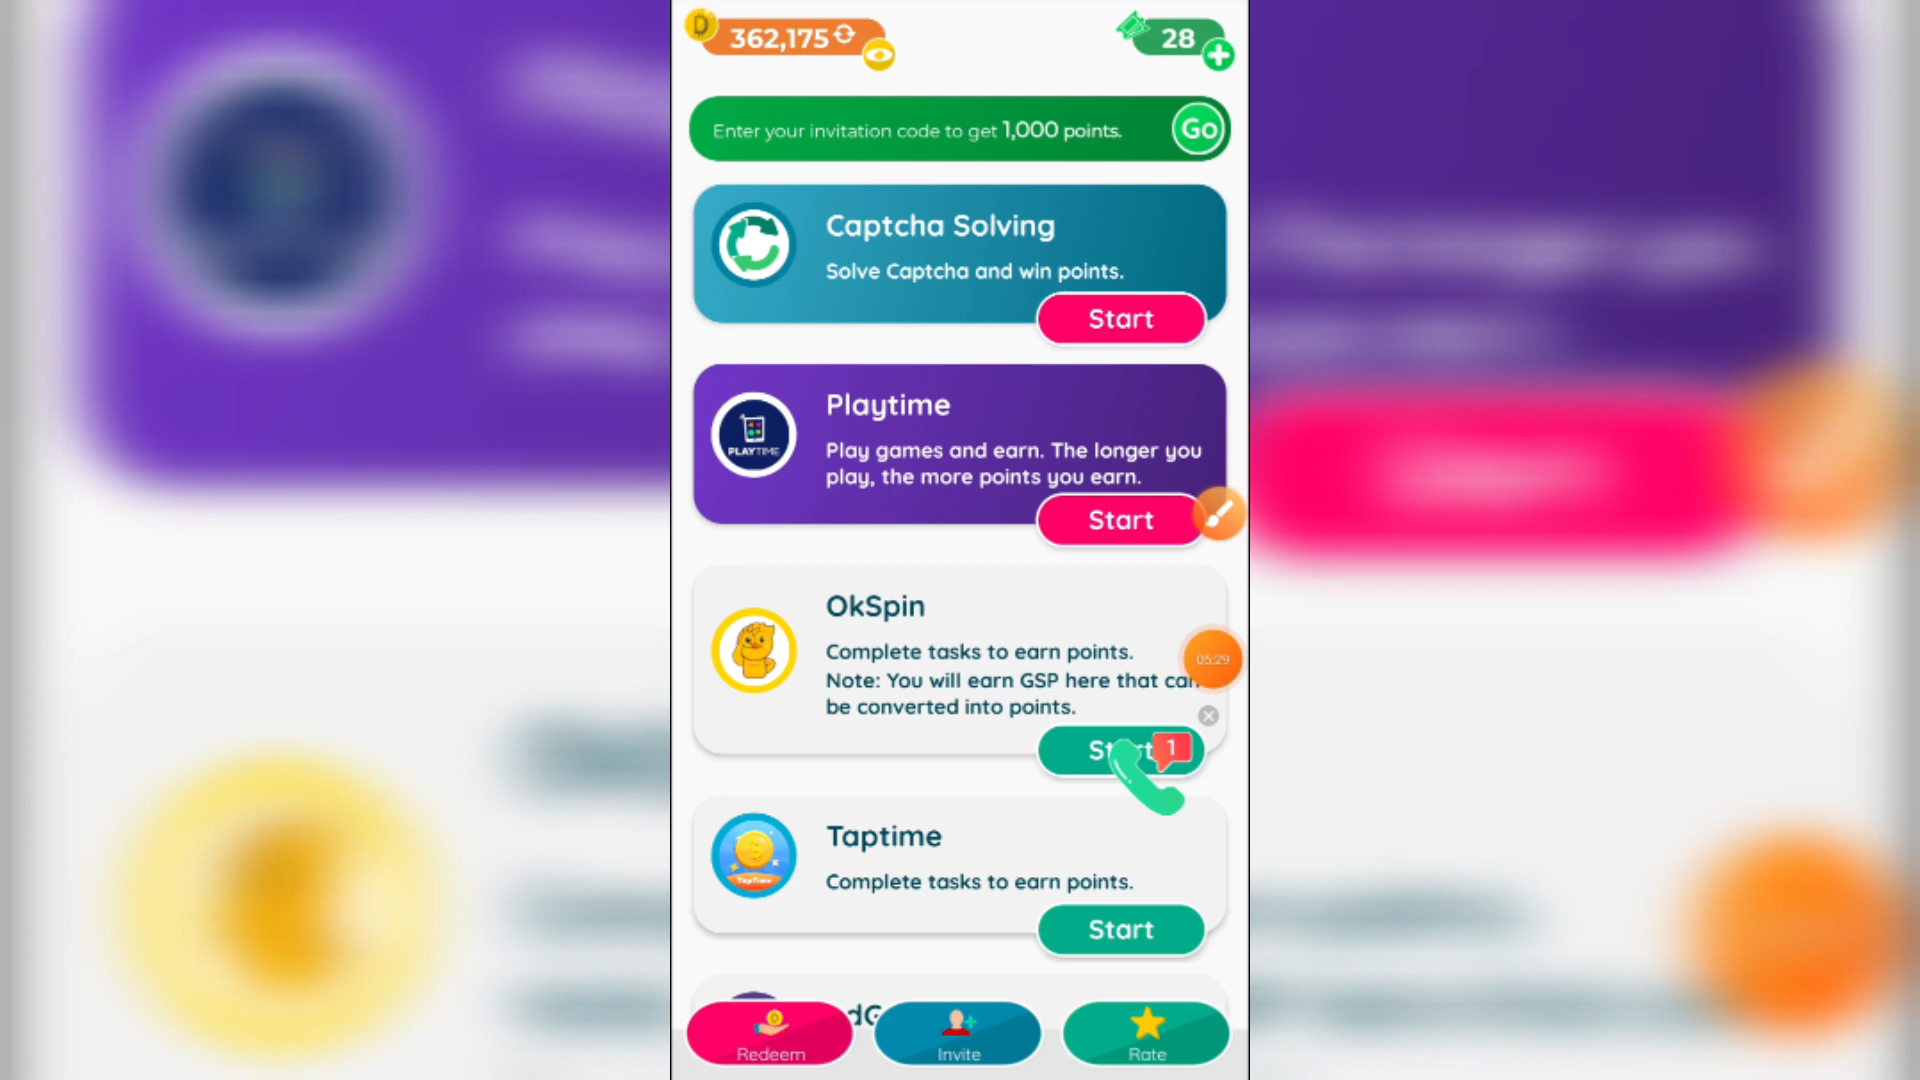 D
362,175
28
Enter your invitation code to get 1,000 points.
Go
Captcha Solving
Solve Captcha and win points.
Start
Playtime
PLAYTIME
Play games and earn. The longer you
play, the more points you earn.
Start
OkSpin
Complete tasks to earn points.
05:29
Note: You will earn GSP here that can
be converted into points.
Start
1
Taptime
TapTime
Complete tasks to earn points.
Start
Redeem
Invite
Rate